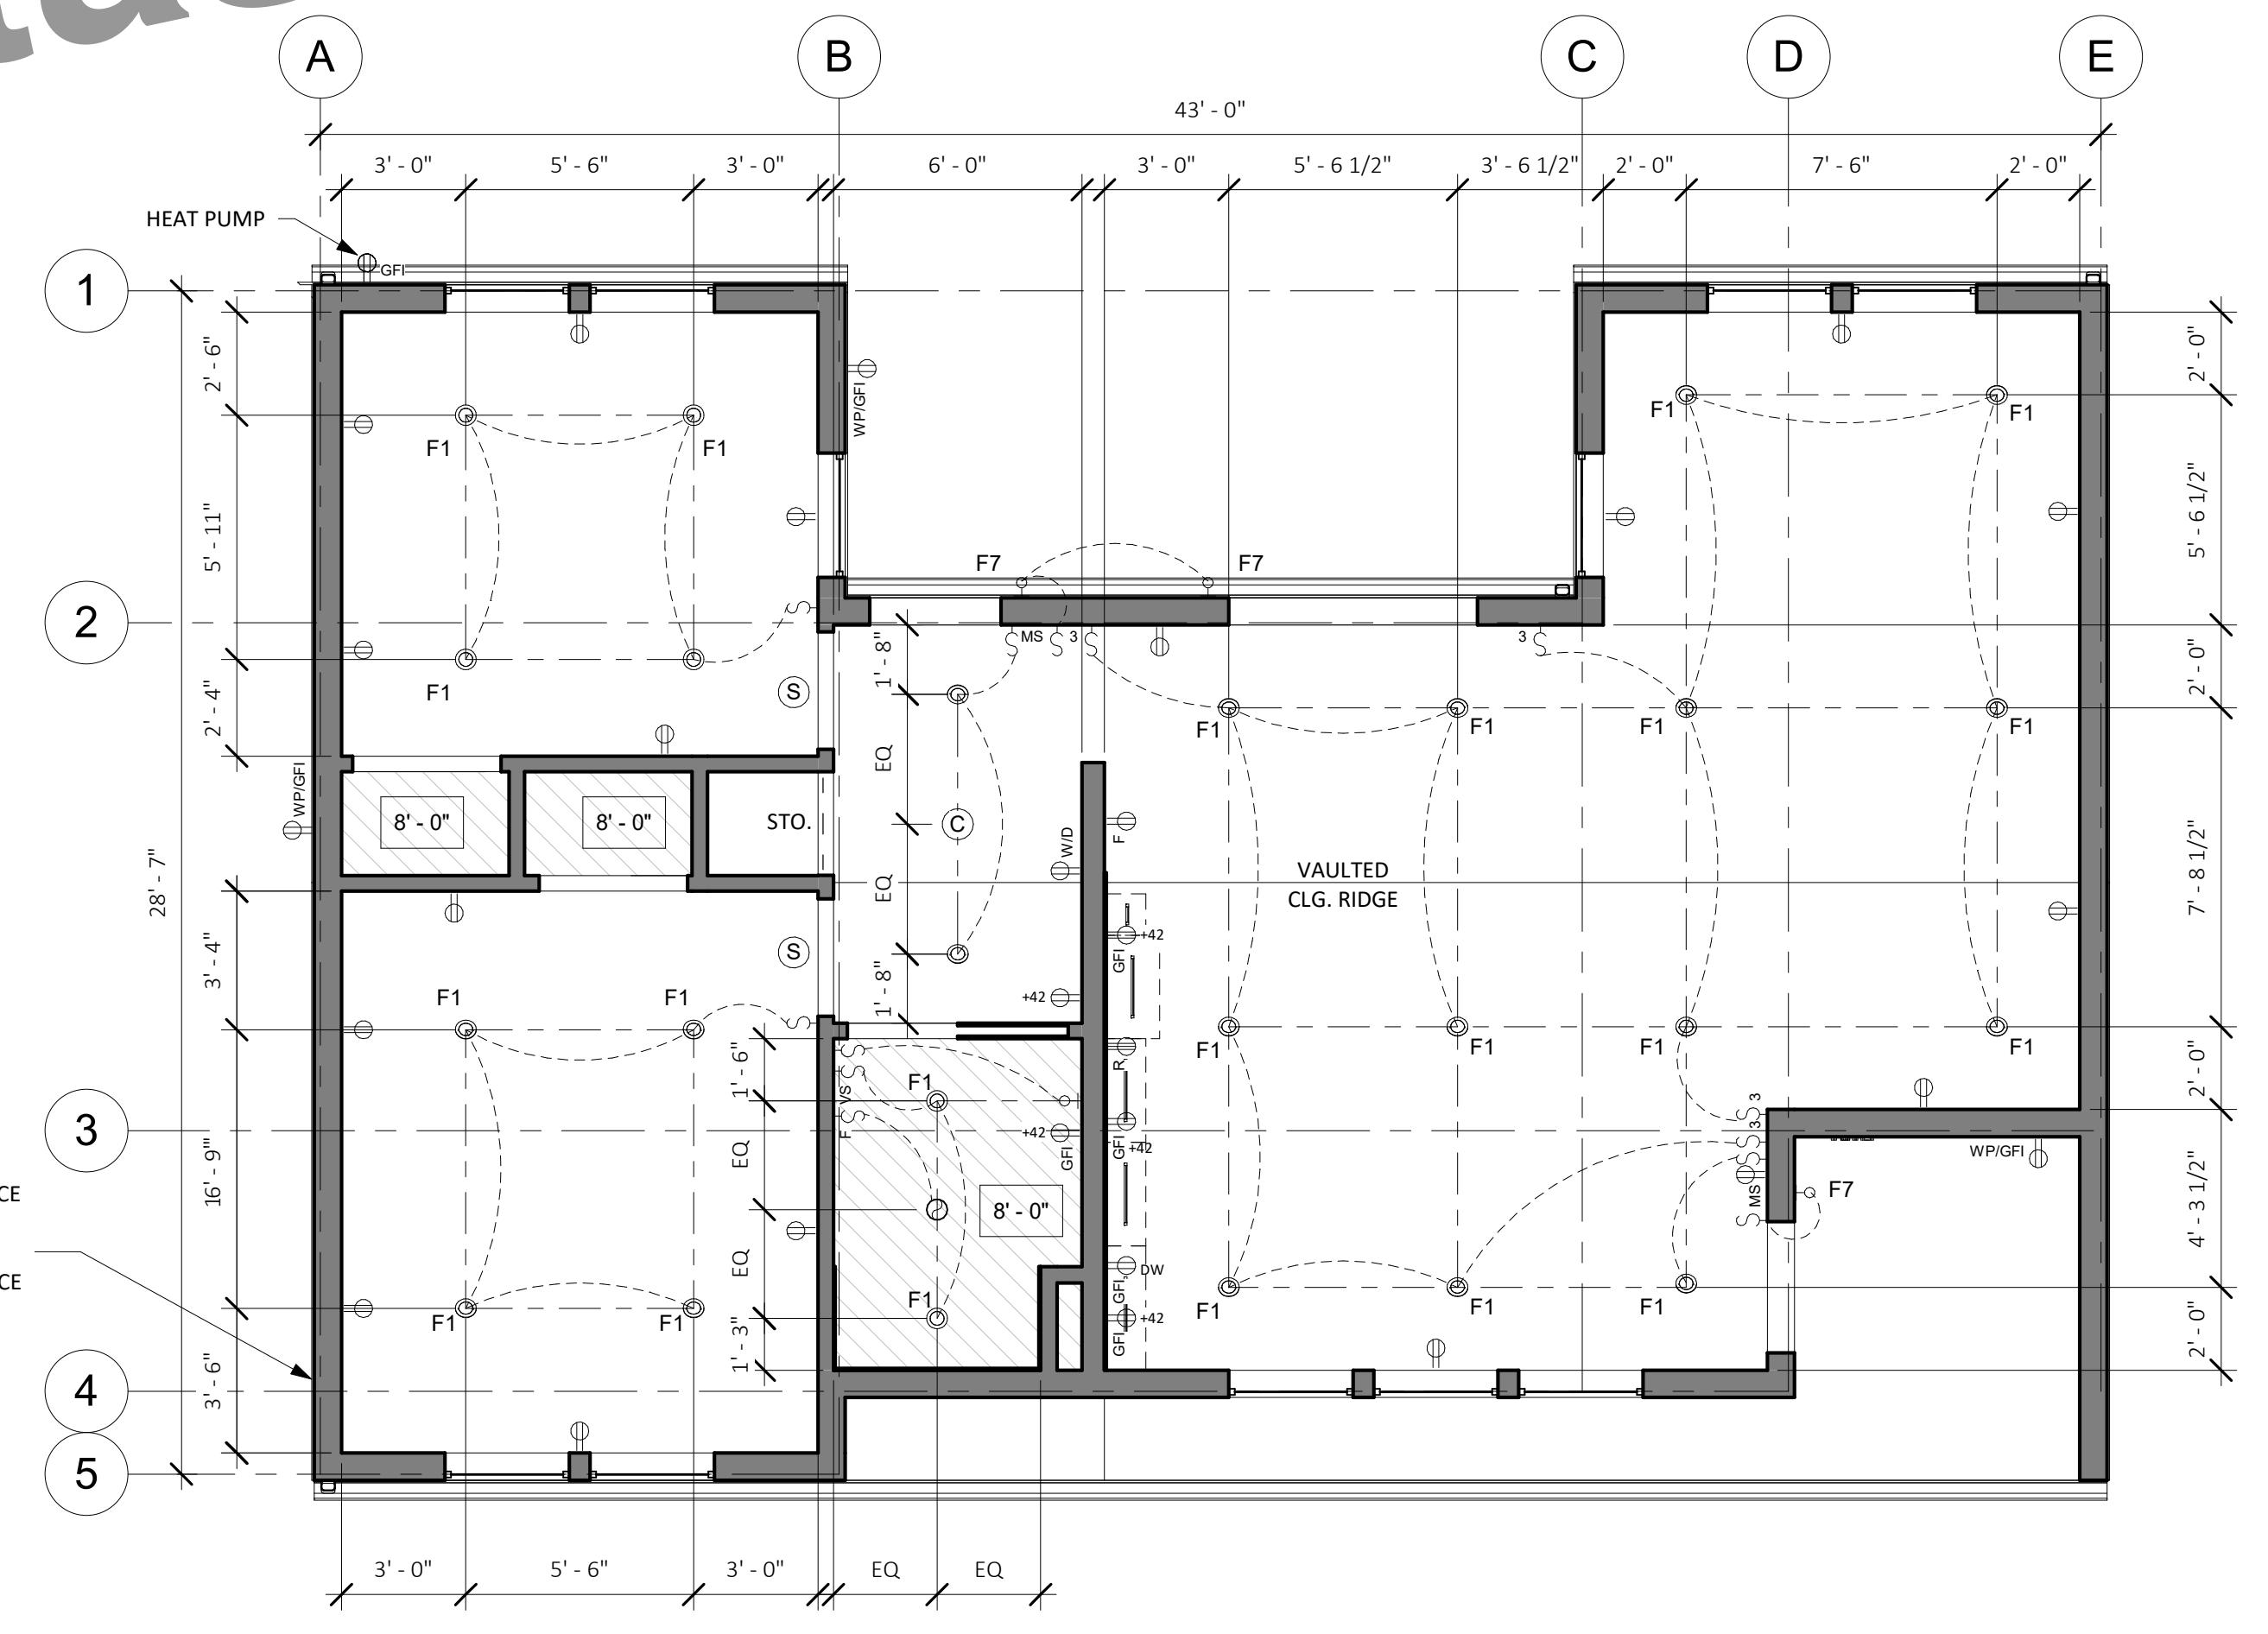 A
B
C
D
E
43' - 0"
3' - 0"
5' - 6"
3' - 0"
6' - 0"
3' - 0"
5' - 6 1/2"
3' - 6 1/2"
2' - 0"
7' - 6"
2' - 0"
HEAT PUMP
GFI
1
2' - 6"
2' - 0"
WP/GFI
F1
F1
F1
F1
5' - 11"
5' - 6 1/2"
F7
F7
2
1' - 8"
MS
3
3
2' - 0"
F1
2' - 4"
S
F1
F1
F1
F1
EQ
WP/GFI
8' - 0"
8' - 0"
STO.
C
W/D
F
VAULTED
CLG. RIDGE
28' - 7"
7' - 8 1/2"
EQ
3' - 4"
S
+42
GFI
1' - 8"
+42
F1
F1
F1
F1
F1
F1
1' - 6"
VS
F1
R
2' - 0"
3
3
3
F
+42
GFI
GFI
+42
WP/GFI
EQ
16' - 9"
CE
MS
F7
8' - 0"
4' - 3 1/2"
EQ
DW
CE
GFI
F1
F1
F1
F1
F1
F1
+42
GFI
1' - 3"
2' - 0"
4
3' - 6"
5
3' - 0"
5' - 6"
3' - 0"
EQ
EQ